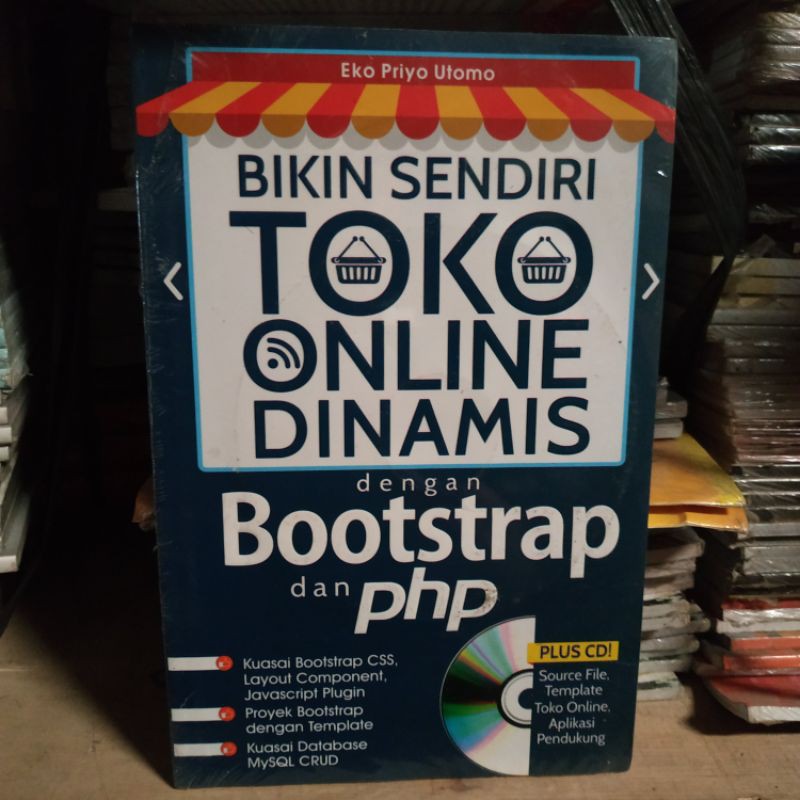 Eko Priyo Utomo
BIKIN SENDIRI
TOKO
ONLINE
DINAMIS
dengan
Bootstrap
dan php
Kuasai Bootstrap CSS,
Layout Component,
Javascript Plugin
Proyek Bootstrap
dengan Template
Kuasai Database
MySQL CRUD
PLUS CD!
Source File,
Template
Toko Online,
Aplikasi
Pendukung